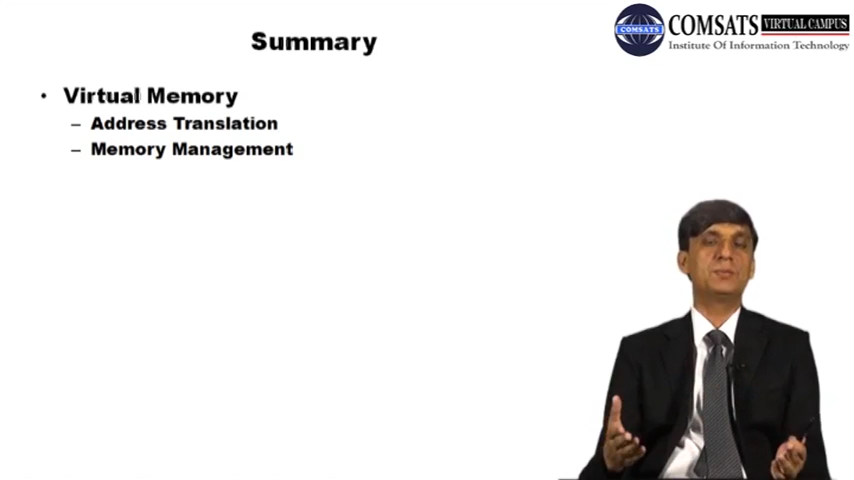 Summary
COMSATS VIRTUAL CAMPUS
Institute Of Information Technology
COMSATS
• Virtual Memory
– Address Translation
– Memory Management